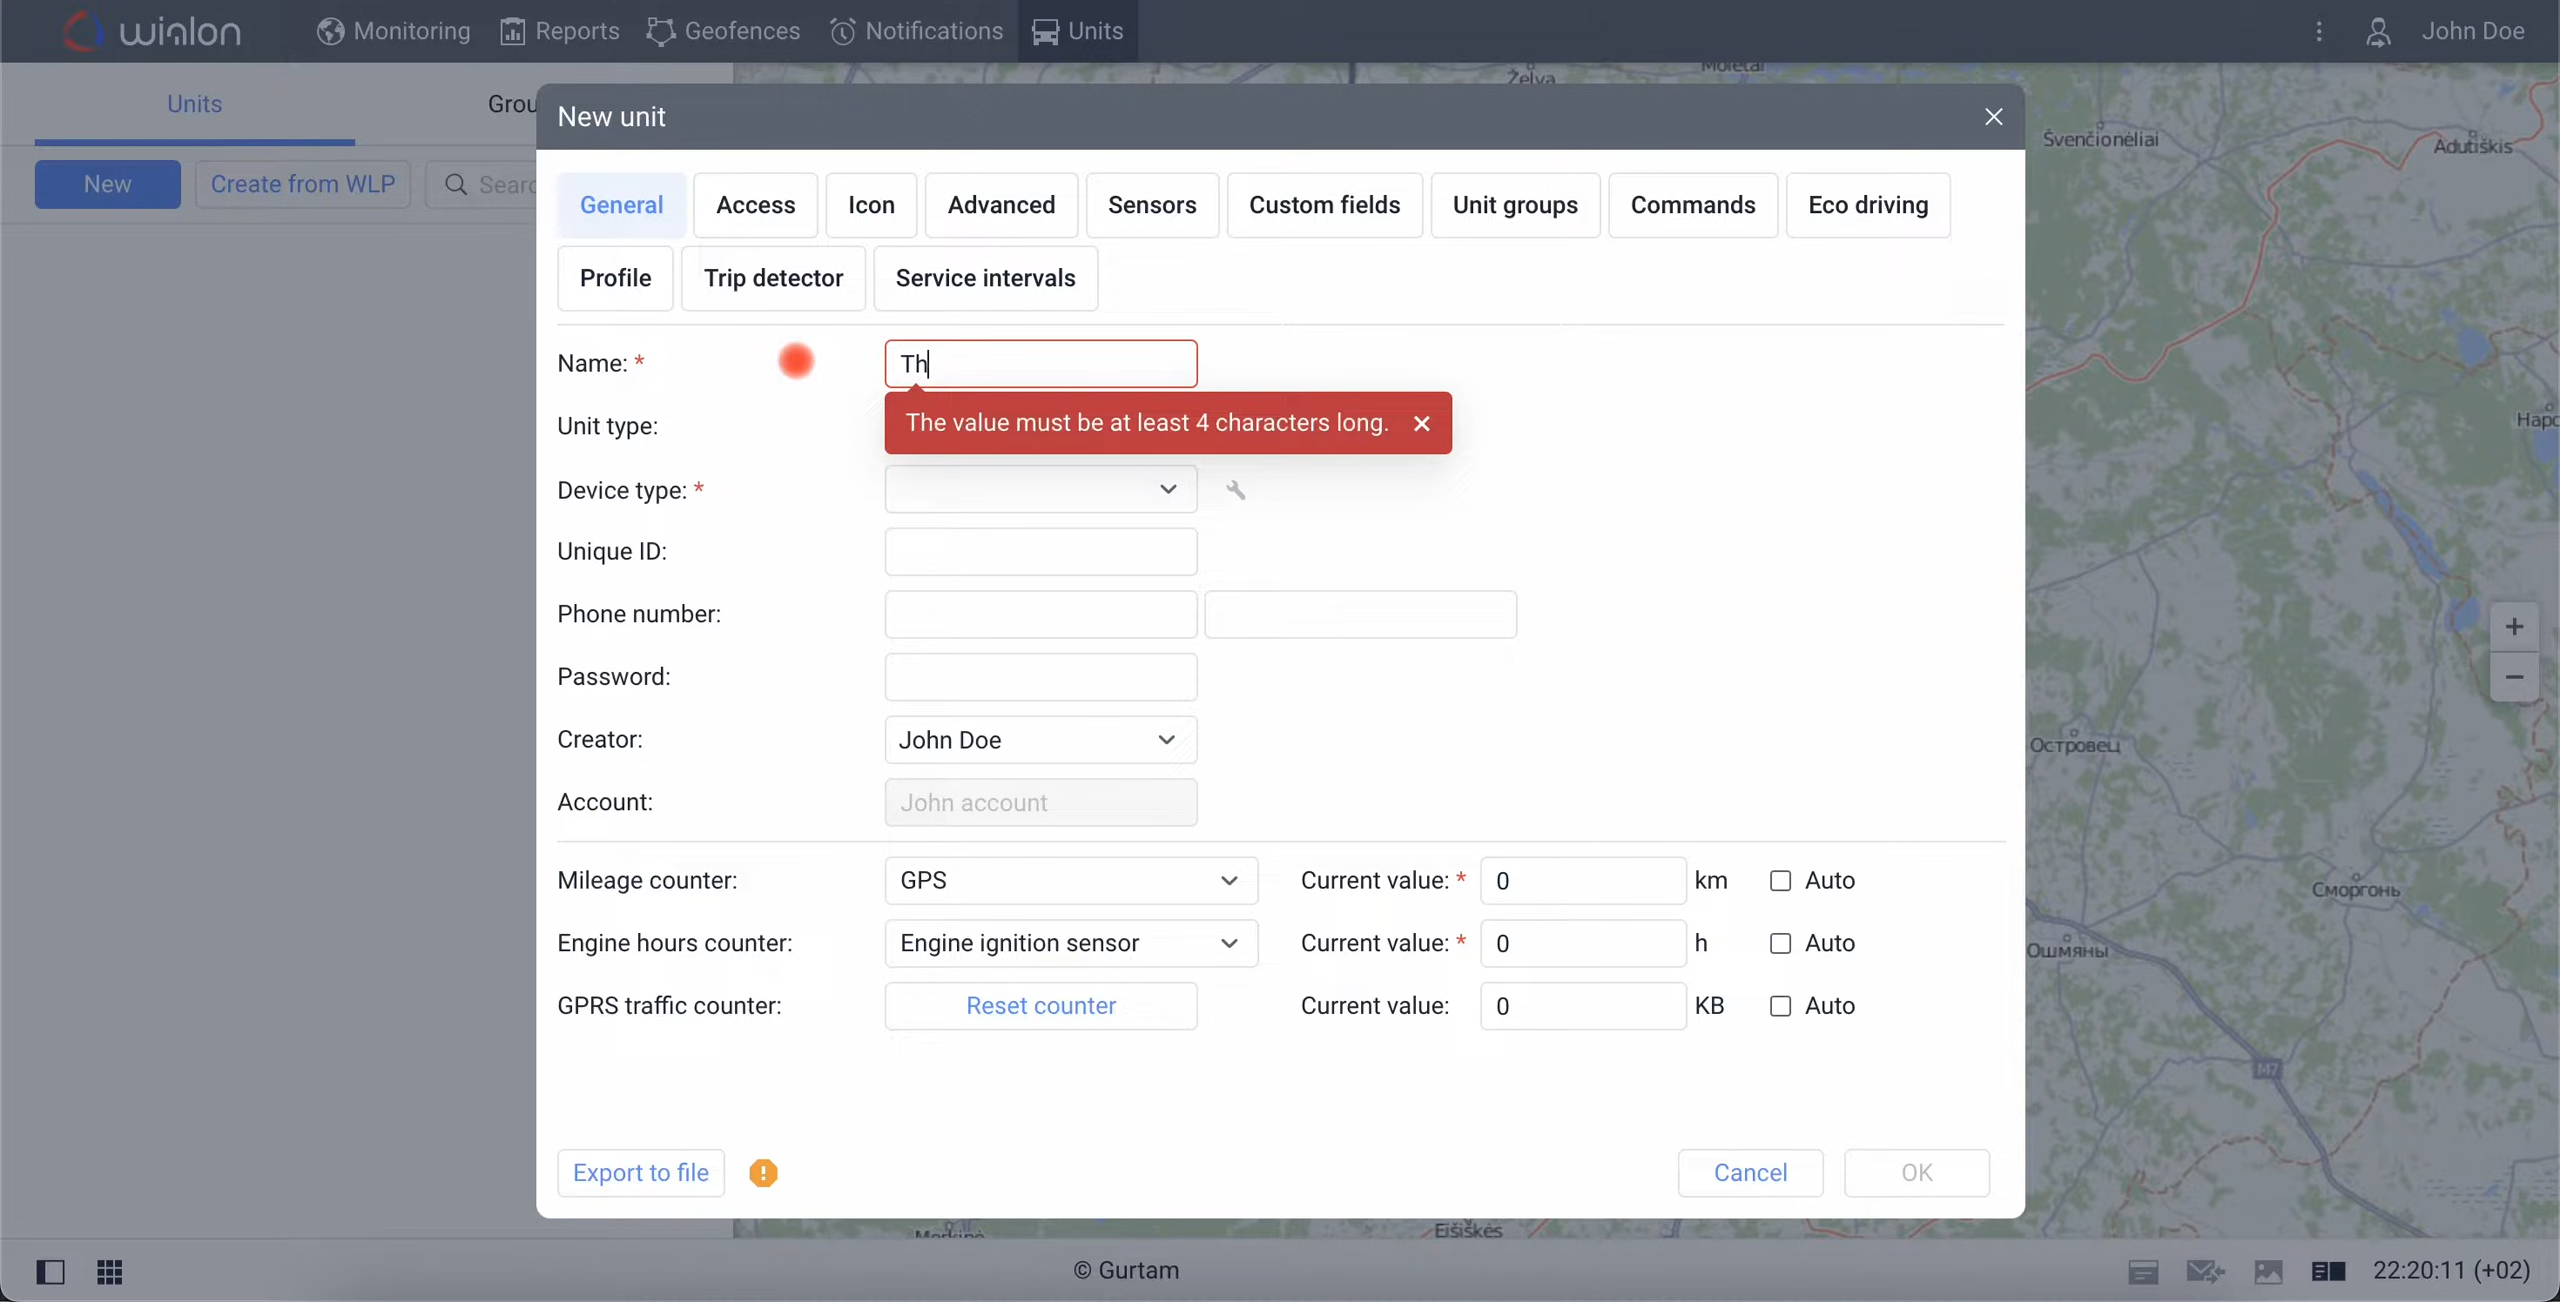 wialon
Monitoring
Reports
Geofences
Notifications
Units
John Doe
Units
Grou
New
Create from WLP
Searc
New unit
General
Access
Icon
Advanced
Sensors
Custom fields
Unit groups
Commands
Eco driving
Profile
Trip detector
Service intervals
Name: *
Th
The value must be at least 4 characters long.
Unit type:
Device type: *
Unique ID:
Phone number:
Password:
Creator:
John Doe
Account:
John account
Mileage counter:
GPS
Current value: *
0
km
Auto
Engine hours counter:
Engine ignition sensor
Current value: *
0
h
Auto
GPRS traffic counter:
Reset counter
Current value:
0
KB
Auto
Export to file
Cancel
OK
Želva
Švenčionėliai
Adutiškis
Наро
Островец
Сморгонь
Ошмяны
M7
Eišiškės
© Gurtam
22:20:11 (+02)